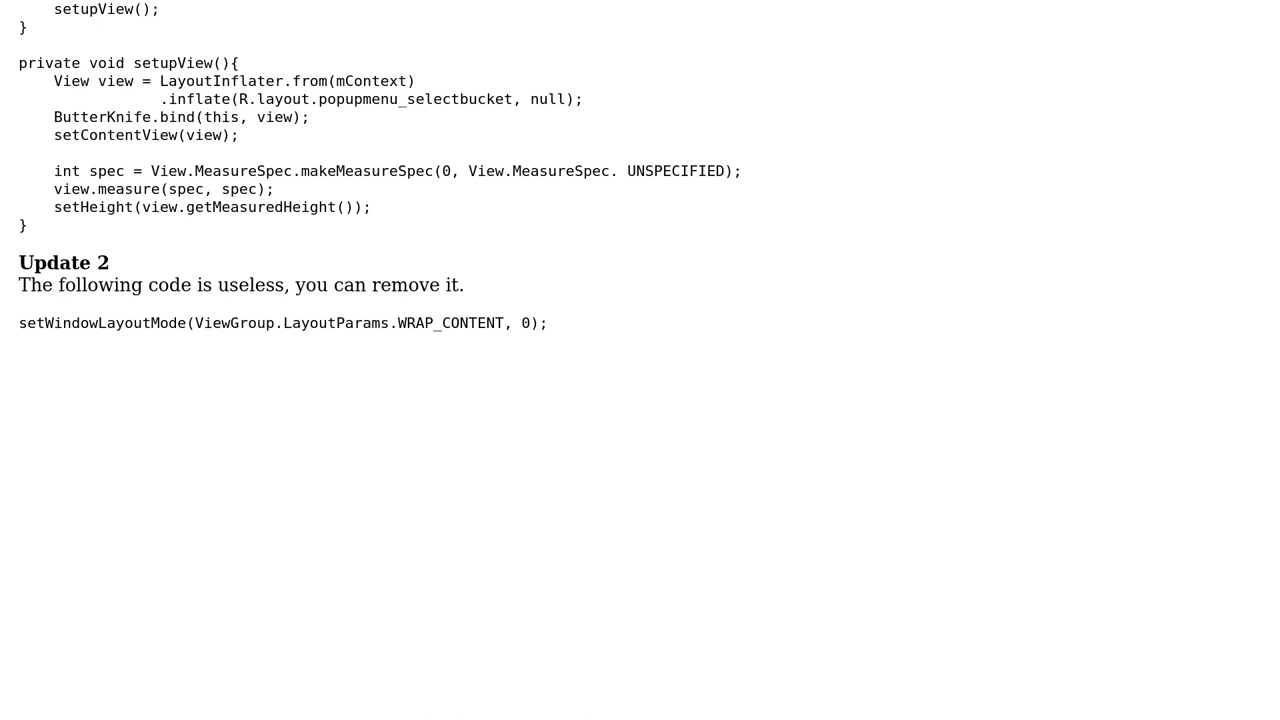 setupView();
}

private void setupView(){
    View view = LayoutInflater.from(mContext)
                .inflate(R.layout.popupmenu_selectbucket, null);
    ButterKnife.bind(this, view);
    setContentView(view);

    int spec = View.MeasureSpec.makeMeasureSpec(0, View.MeasureSpec. UNSPECIFIED);
    view.measure(spec, spec);
    setHeight(view.getMeasuredHeight());
}
Update 2
The following code is useless, you can remove it.
setWindowLayoutMode(ViewGroup.LayoutParams.WRAP_CONTENT, 0);